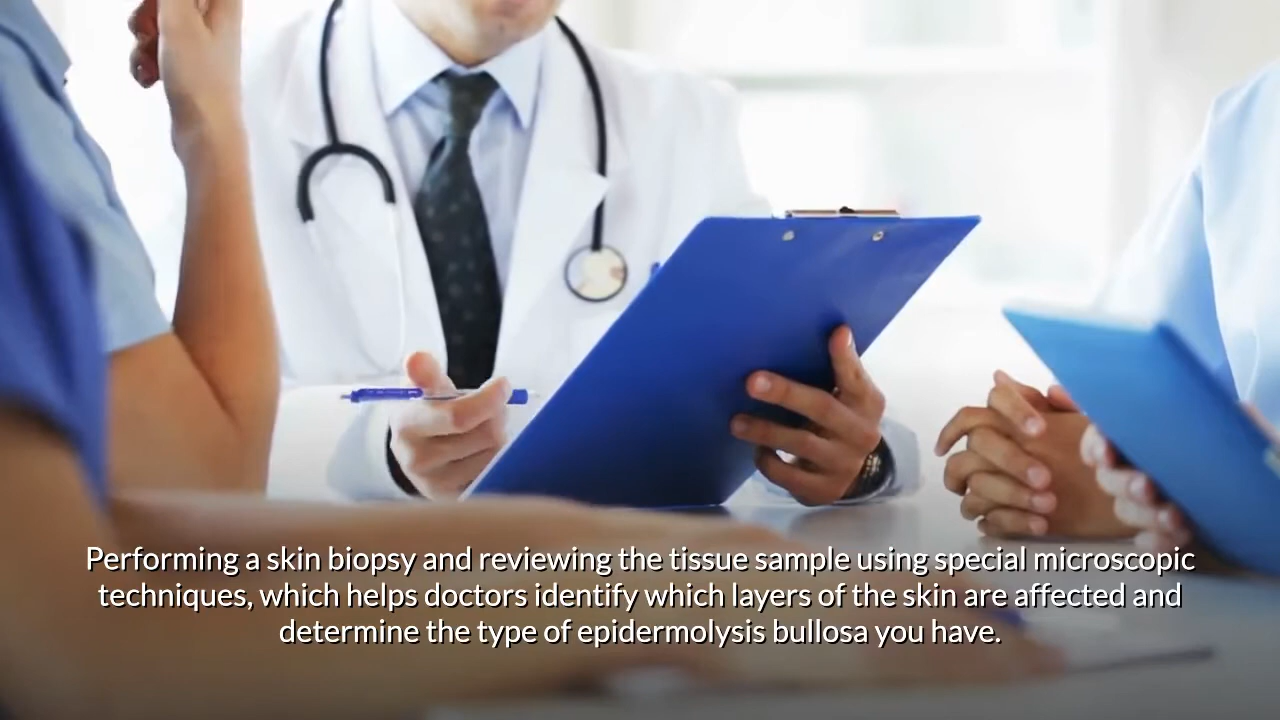 Performing a skin biopsy and reviewing the tissue sample using special microscopic
techniques, which helps doctors identify which layers of the skin are affected and
determine the type of epidermolysis bullosa you have.